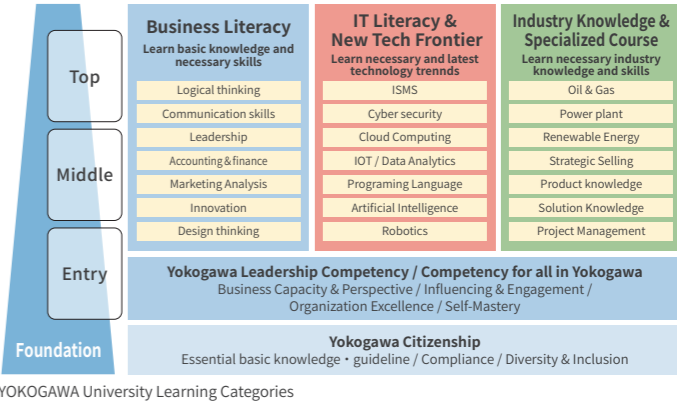 Top
Middle
Entry
Foundation
Business Literacy
Learn basic knowledge and
necessary skills
Logical thinking
Communication skills
Leadership
Accounting & finance
Marketing Analysis
Innovation
Design thinking
IT Literacy &
New Tech Frontier
Learn necessary and latest
technology trennds
ISMS
Cyber security
Cloud Computing
IOT / Data Analytics
Programing Language
Artificial Intelligence
Robotics
Industry Knowledge &
Specialized Course
Learn necessary industry
knowledge and skills
Oil & Gas
Power plant
Renewable Energy
Strategic Selling
Product knowledge
Solution Knowledge
Project Management
Yokogawa Leadership Competency / Competency for all in Yokogawa
Business Capacity & Perspective / Influencing & Engagement /
Organization Excellence / Self-Mastery
Yokogawa Citizenship
Essential basic knowledge・guideline / Compliance / Diversity & Inclusion
YOKOGAWA University Learning Categories